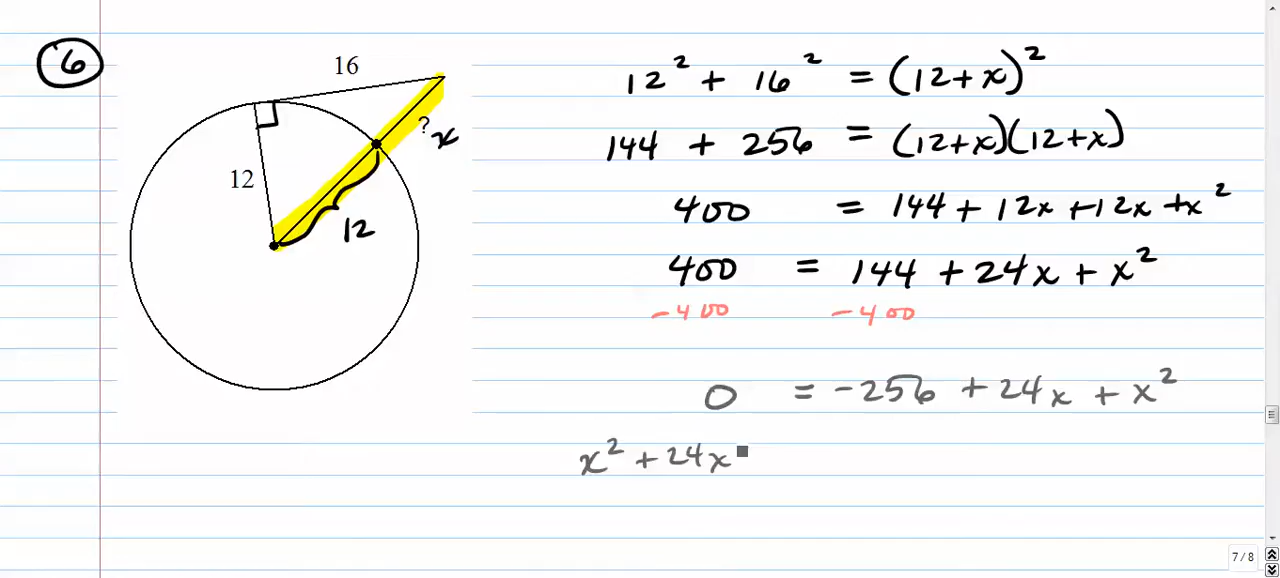 6
16
12² + 16² = (12+x)²
? x
144 + 256 = (12+x)(12+x)
12
400 = 144 + 12x + 12x + x²
12
400 = 144 + 24x + x²
-400 -400
0 = -256 + 24x + x²
x² + 24x
7 / 8